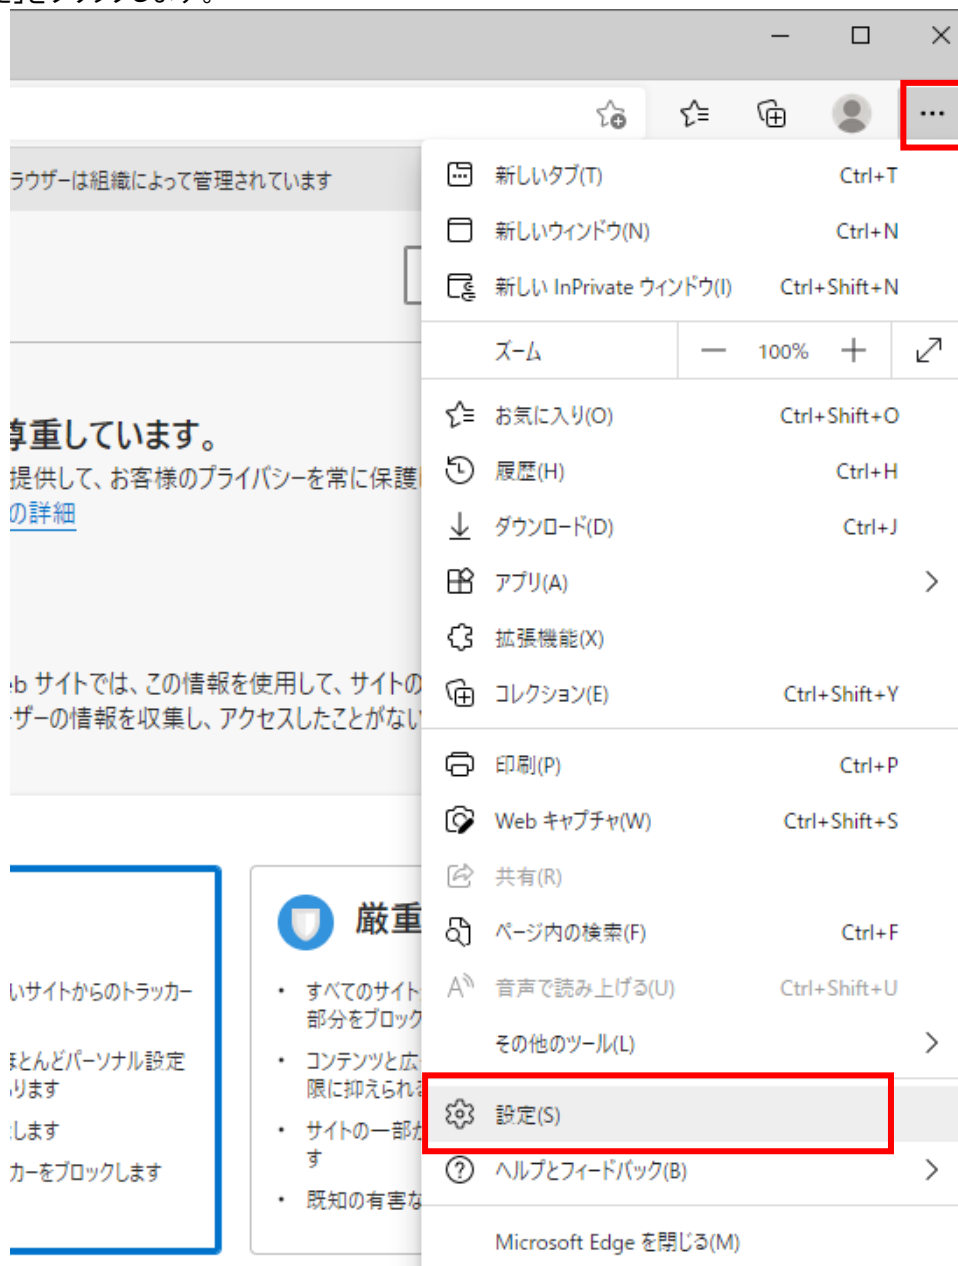 をクリックします。
ラウザーは組織によって管理されています
新しいタブ(T) Ctrl+T
新しいウィンドウ(N) Ctrl+N
新しい InPrivate ウィンドウ(I) Ctrl+Shift+N
ズーム 100%
お気に入り(O) Ctrl+Shift+O
尊重しています。
履歴(H) Ctrl+H
提供して、お客様のプライバシーを常に保護
の詳細
ダウンロード(D) Ctrl+J
アプリ(A)
拡張機能(X)
eb サイトでは、この情報を使用して、サイトの
コレクション(E) Ctrl+Shift+Y
ーザーの情報を収集し、アクセスしたことがない
印刷(P) Ctrl+P
Web キャプチャ(W) Ctrl+Shift+S
共有(R)
厳重
ページ内の検索(F) Ctrl+F
いサイトからのトラッカー
すべてのサイト
音声で読み上げる(U) Ctrl+Shift+U
部分をブロック
その他のツール(L)
ほとんどパーソナル設定
コンテンツと広
ります
限に抑えられる
設定(S)
します
サイトの一部が
す
カーをブロックします
ヘルプとフィードバック(B)
既知の有害な
Microsoft Edge を閉じる(M)